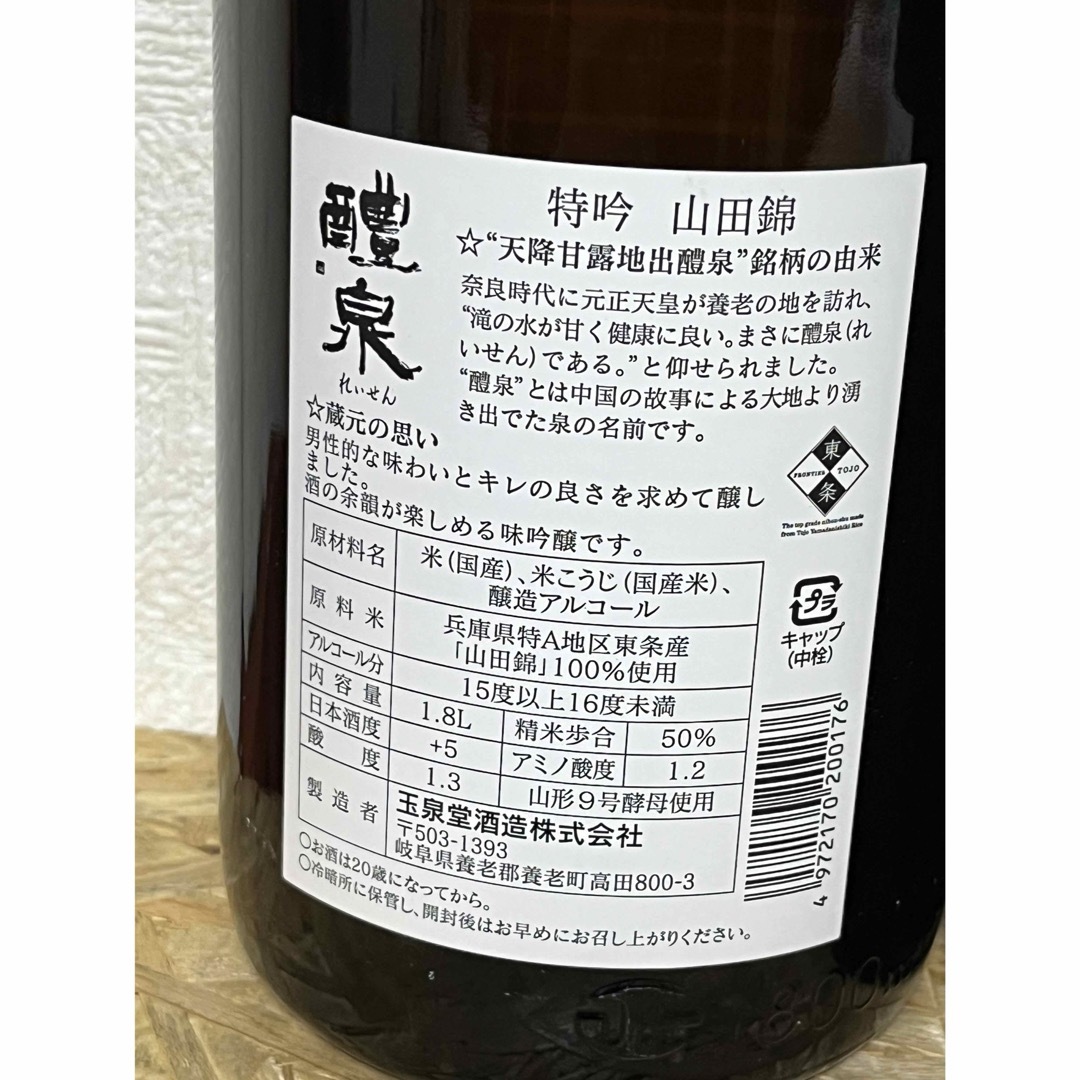 醴泉
れいせん
特吟 山田錦
☆“天降甘露地出醴泉”銘柄の由来
奈良時代に元正天皇が養老の地を訪れ、
“滝の水が甘く健康に良い。まさに醴泉(れ
いせん)である。”と仰せられました。
“醴泉”とは中国の故事による大地より湧
き出でた泉の名前です。
☆蔵元の思い
男性的な味わいとキレの良さを求めて醸し
ました。
酒の余韻が楽しめる味吟醸です。
東条
FRONTIER TOJO
The top grade nihon-shu made
from Tojo Yamadanishiki Rice
原材料名 米(国産)、米こうじ(国産米)、
醸造アルコール
原料米 兵庫県特A地区東条産
「山田錦」100%使用
アルコール分 15度以上16度未満
内容量 1.8L 精米歩合 50%
日本酒度 +5 アミノ酸度 1.2
酸度 1.3 山形9号酵母使用
製造者 玉泉堂酒造株式会社
〒503-1393
岐阜県養老郡養老町高田800-3
○お酒は20歳になってから。
○冷暗所に保管し、開封後はお早めにお召し上がりください。
プラ
キャップ
(中栓)
4972170200176